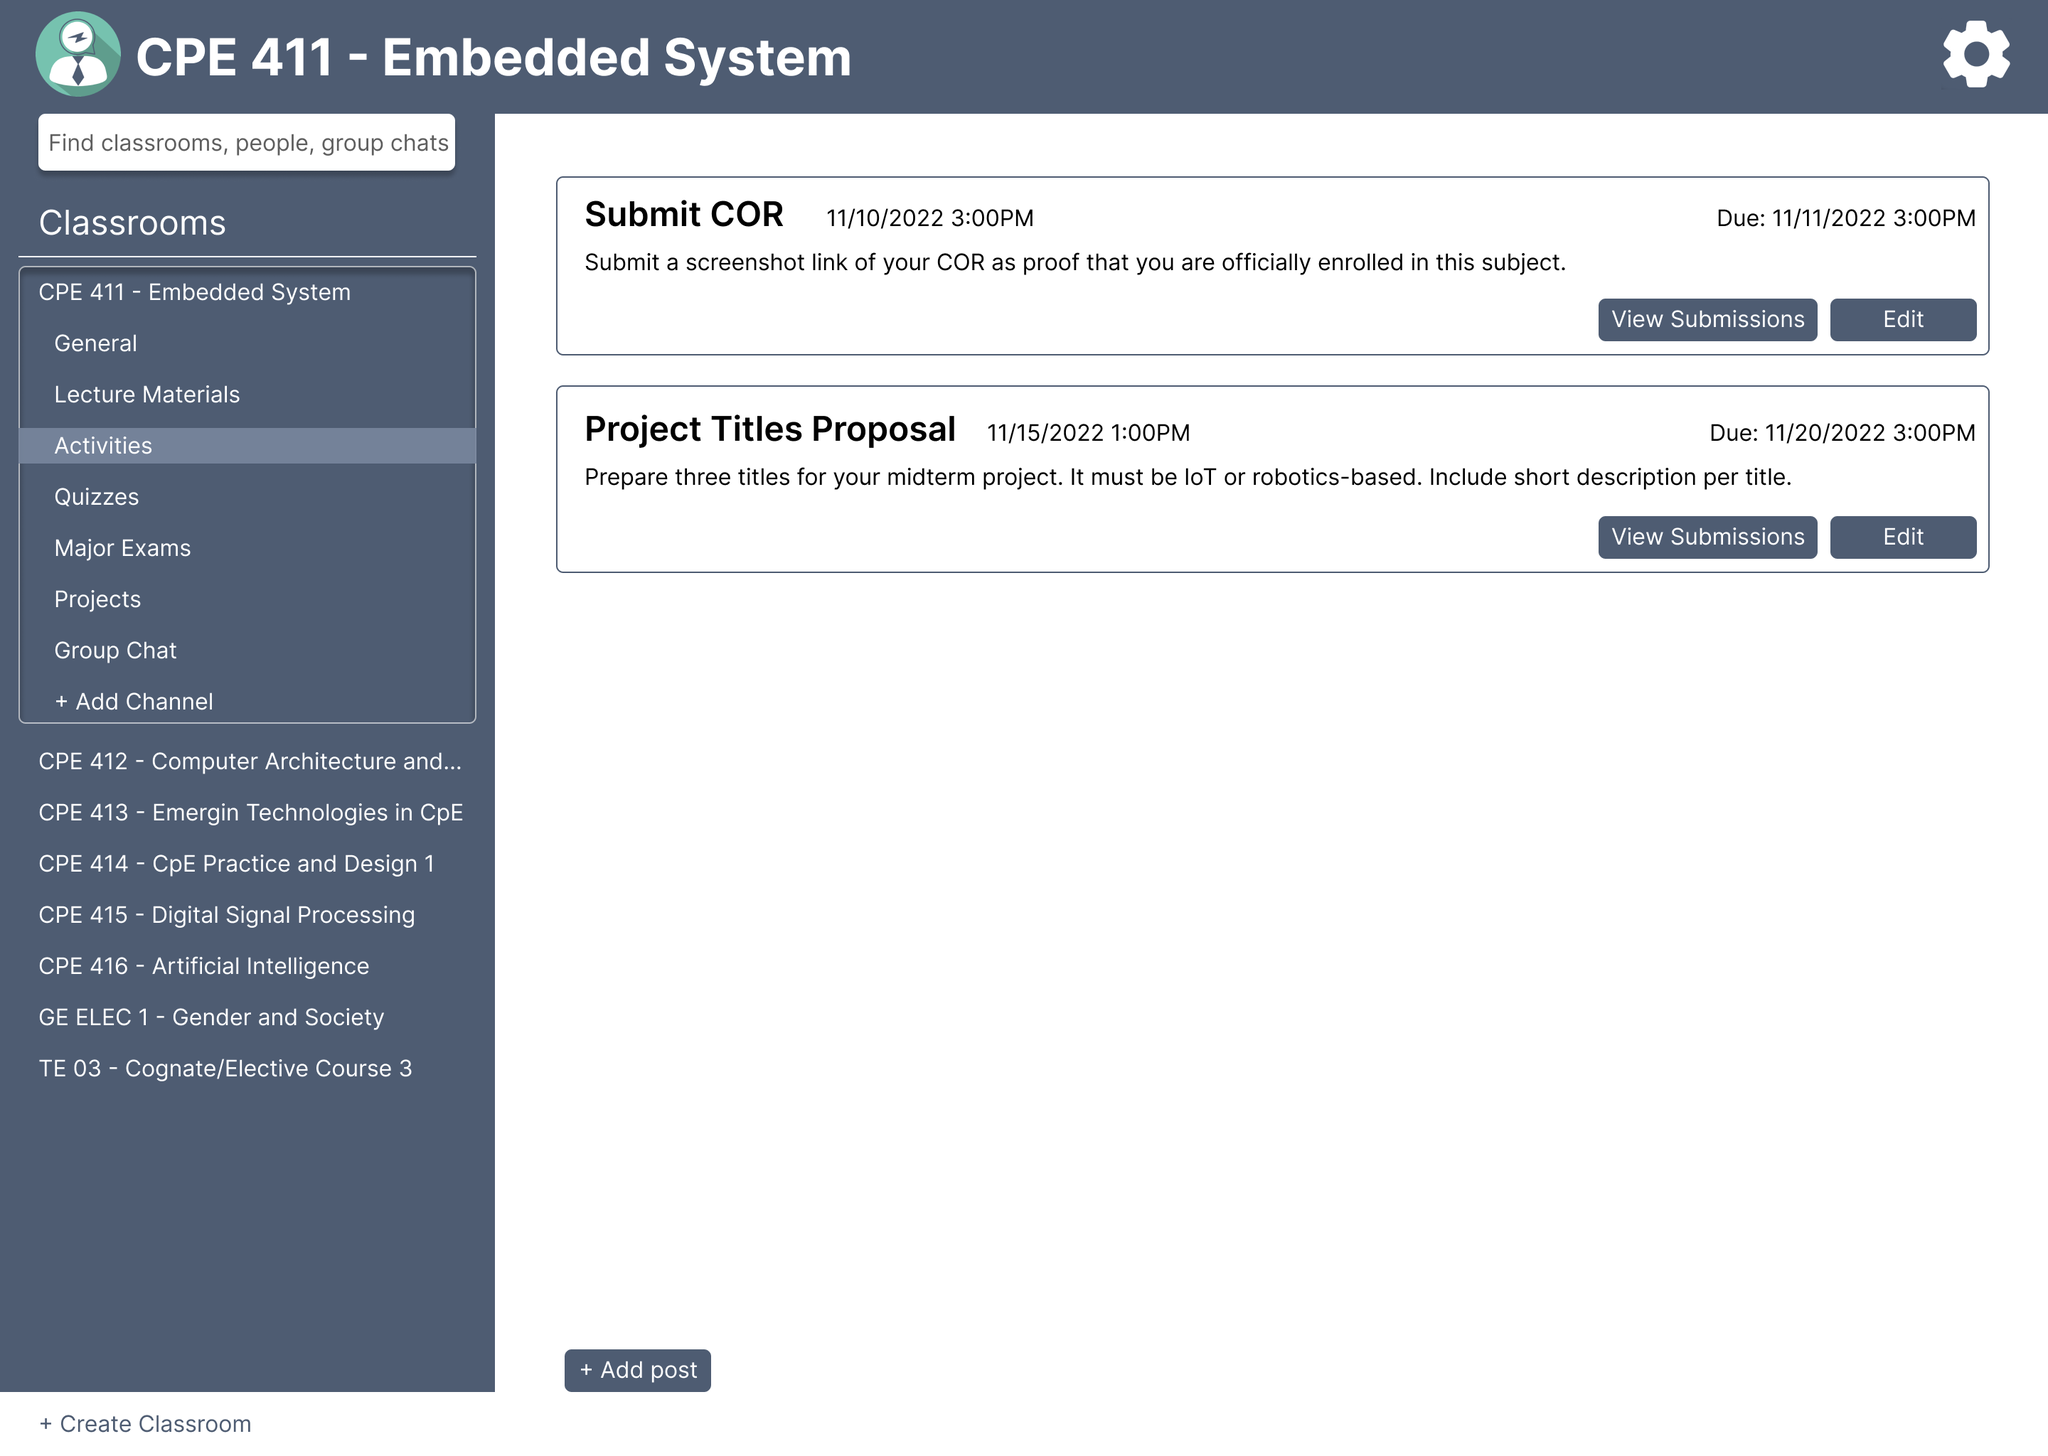 CPE 411 - Embedded System
Find classrooms, people, group chats
Classrooms
CPE 411 - Embedded System
General
Lecture Materials
Activities
Quizzes
Major Exams
Projects
Group Chat
+ Add Channel
CPE 412 - Computer Architecture and...
CPE 413 - Emergin Technologies in CpE
CPE 414 - CpE Practice and Design 1
CPE 415 - Digital Signal Processing
CPE 416 - Artificial Intelligence
GE ELEC 1 - Gender and Society
TE 03 - Cognate/Elective Course 3
+ Create Classroom
Submit COR 11/10/2022 3:00PM Due: 11/11/2022 3:00PM
Submit a screenshot link of your COR as proof that you are officially enrolled in this subject.
View Submissions Edit
Project Titles Proposal 11/15/2022 1:00PM Due: 11/20/2022 3:00PM
Prepare three titles for your midterm project. It must be IoT or robotics-based. Include short description per title.
View Submissions Edit
+ Add post